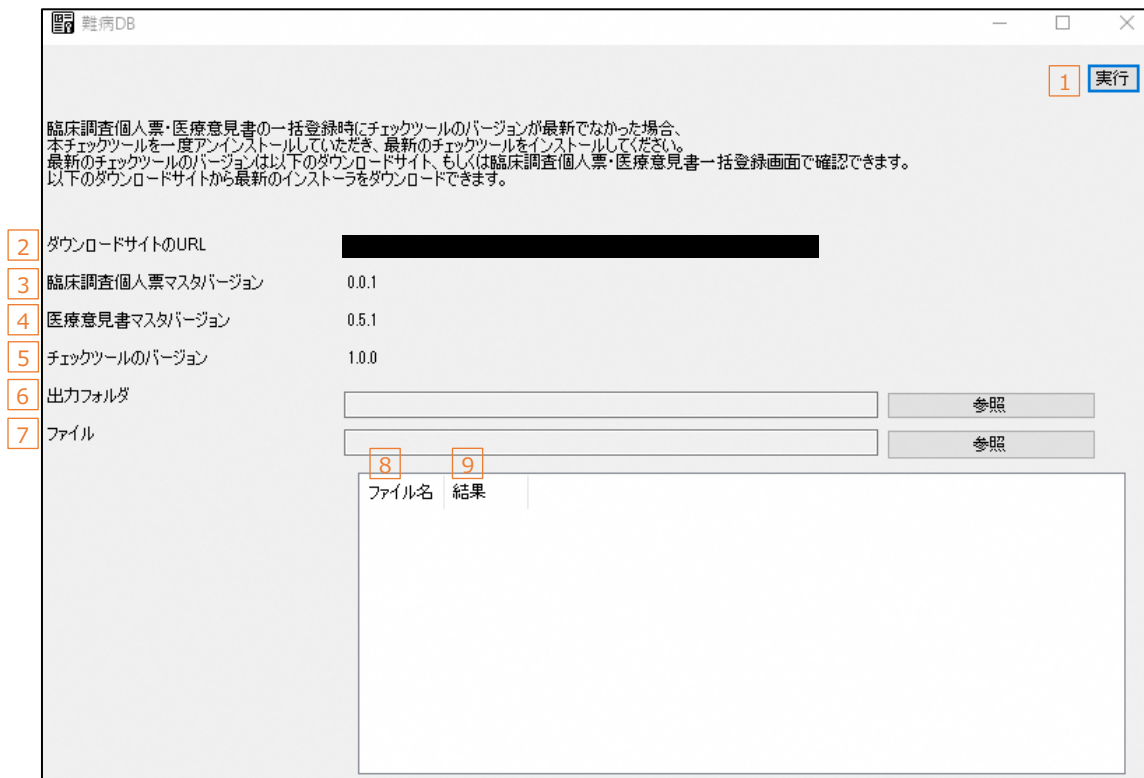 難病DB
1 実行
臨床調査個人票・医療意見書の一括登録時にチェックツールのバージョンが最新でなかった場合、
本チェックツールを一度アンインストールしていただき、最新のチェックツールをインストールしてください。
最新のチェックツールのバージョンは以下のダウンロードサイト、もしくは臨床調査個人票・医療意見書一括登録画面で確認できます。
以下のダウンロードサイトから最新のインストーラをダウンロードできます。
2 ダウンロードサイトのURL
3 臨床調査個人票マスタバージョン 0.0.1
4 医療意見書マスタバージョン 0.5.1
5 チェックツールのバージョン 1.0.0
6 出力フォルダ 参照
7 ファイル 参照
8 9
ファイル名 結果